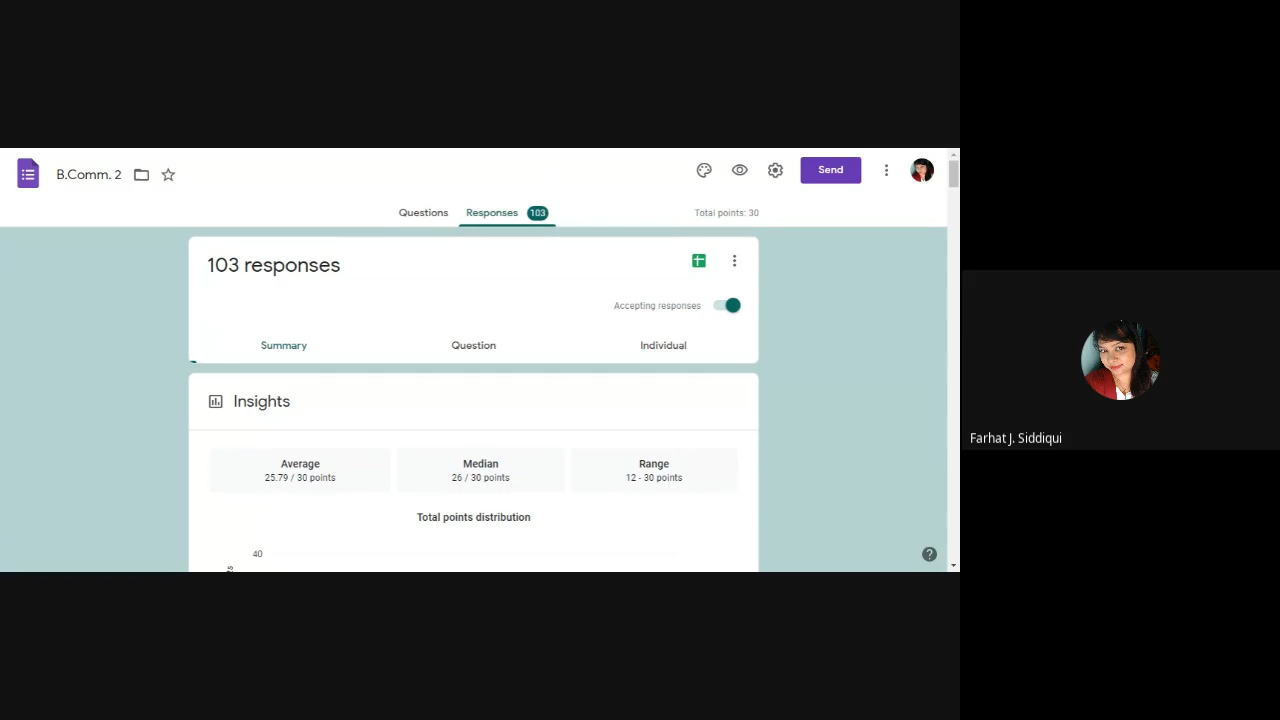 B.Comm. 2
Send
Questions
Responses 103
Total points: 30
103 responses
Accepting responses
Summary
Question
Individual
Insights
Average
25.79 / 30 points
Median
26 / 30 points
Range
12 - 30 points
Total points distribution
40
Farhat J. Siddiqui